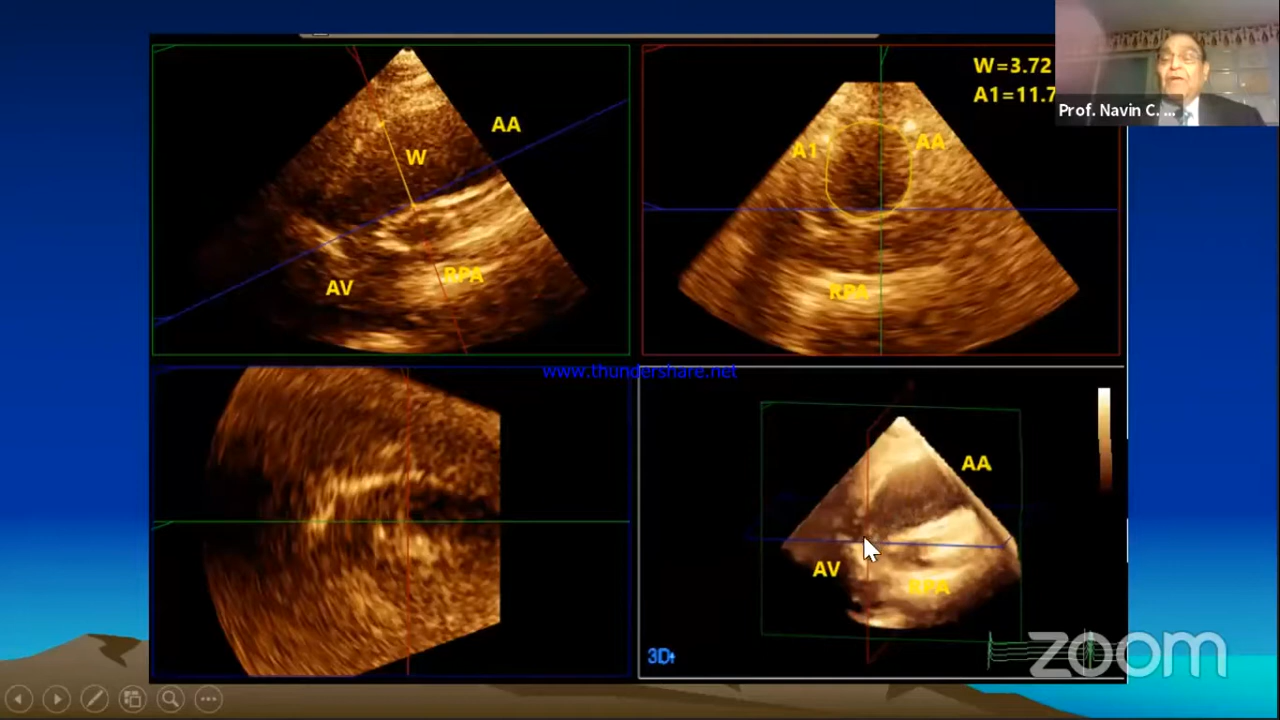 AA
W
AV
RPA
W=3.72
A1=11.7
A1
AA
RPA
Prof. Navin C. ...
www.thundershare.net
AA
AV
RPA
3D
zoom